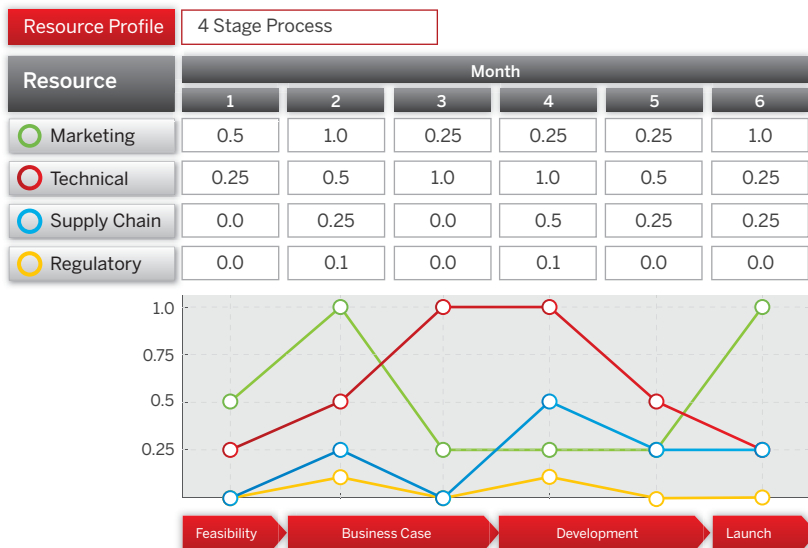 Resource Profile 4 Stage Process
Resource Month
1 2 3 4 5 6
Marketing 0.5 1.0 0.25 0.25 0.25 1.0
Technical 0.25 0.5 1.0 1.0 0.5 0.25
Supply Chain 0.0 0.25 0.0 0.5 0.25 0.25
Regulatory 0.0 0.1 0.0 0.1 0.0 0.0
1.0
0.75
0.5
0.25
Feasibility Business Case Development Launch